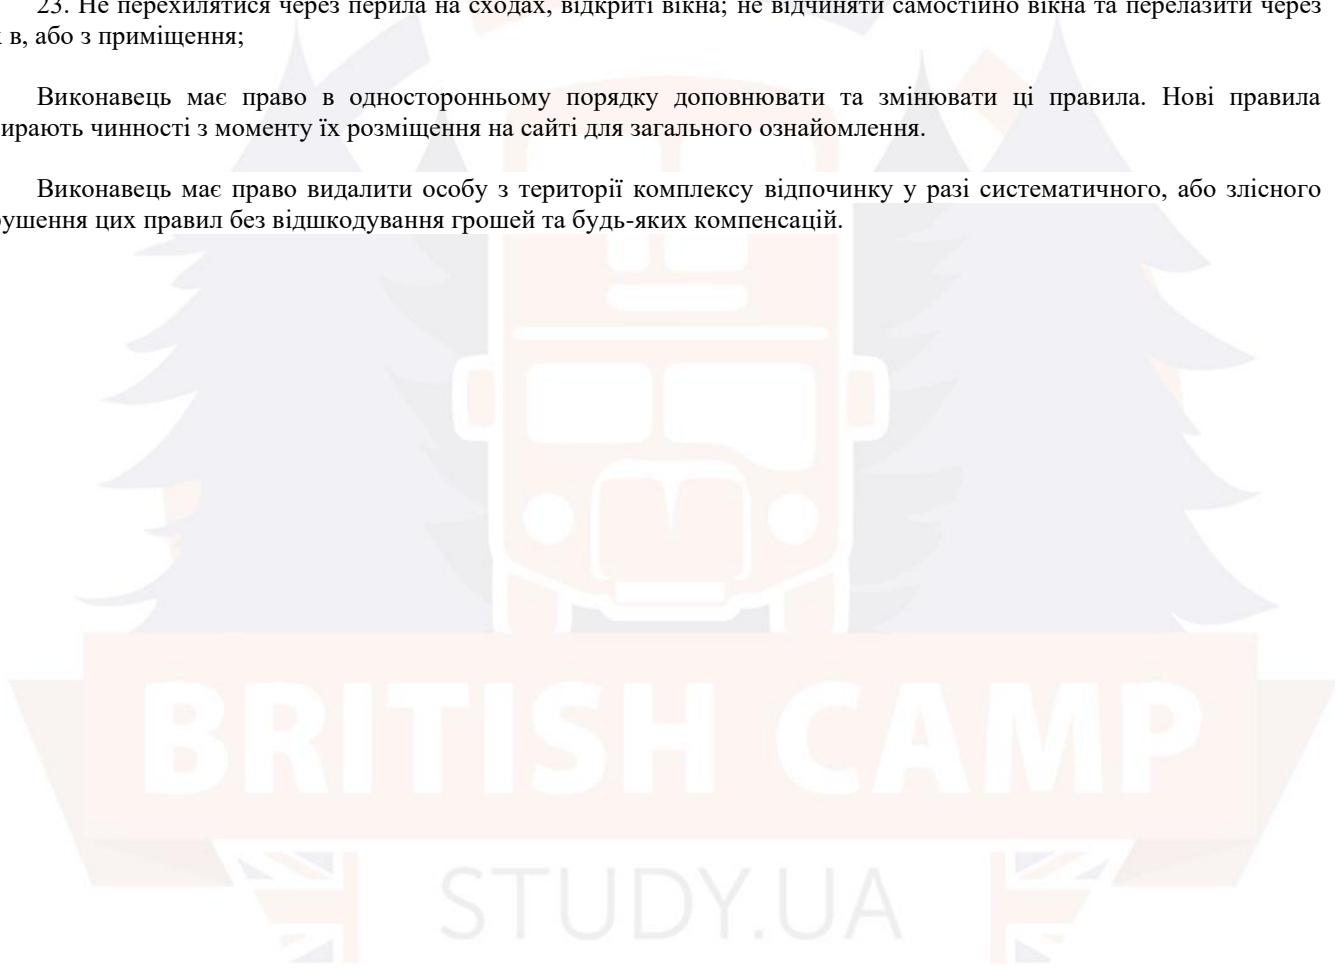 23. Не перехилятися через перила на сходах, відкриті вікна; не відчиняти самостійно вікна та перелазити через
в, або з приміщення;
Виконавець має право в односторонньому порядку доповнювати та змінювати ці правила. Нові правила
ирають чинності з моменту їх розміщення на сайті для загального ознайомлення.
Виконавець має право видалити особу з території комплексу відпочинку у разі систематичного, або злісного
ушення цих правил без відшкодування грошей та будь-яких компенсацій.
BRITISH CAMP
STUDY.UA